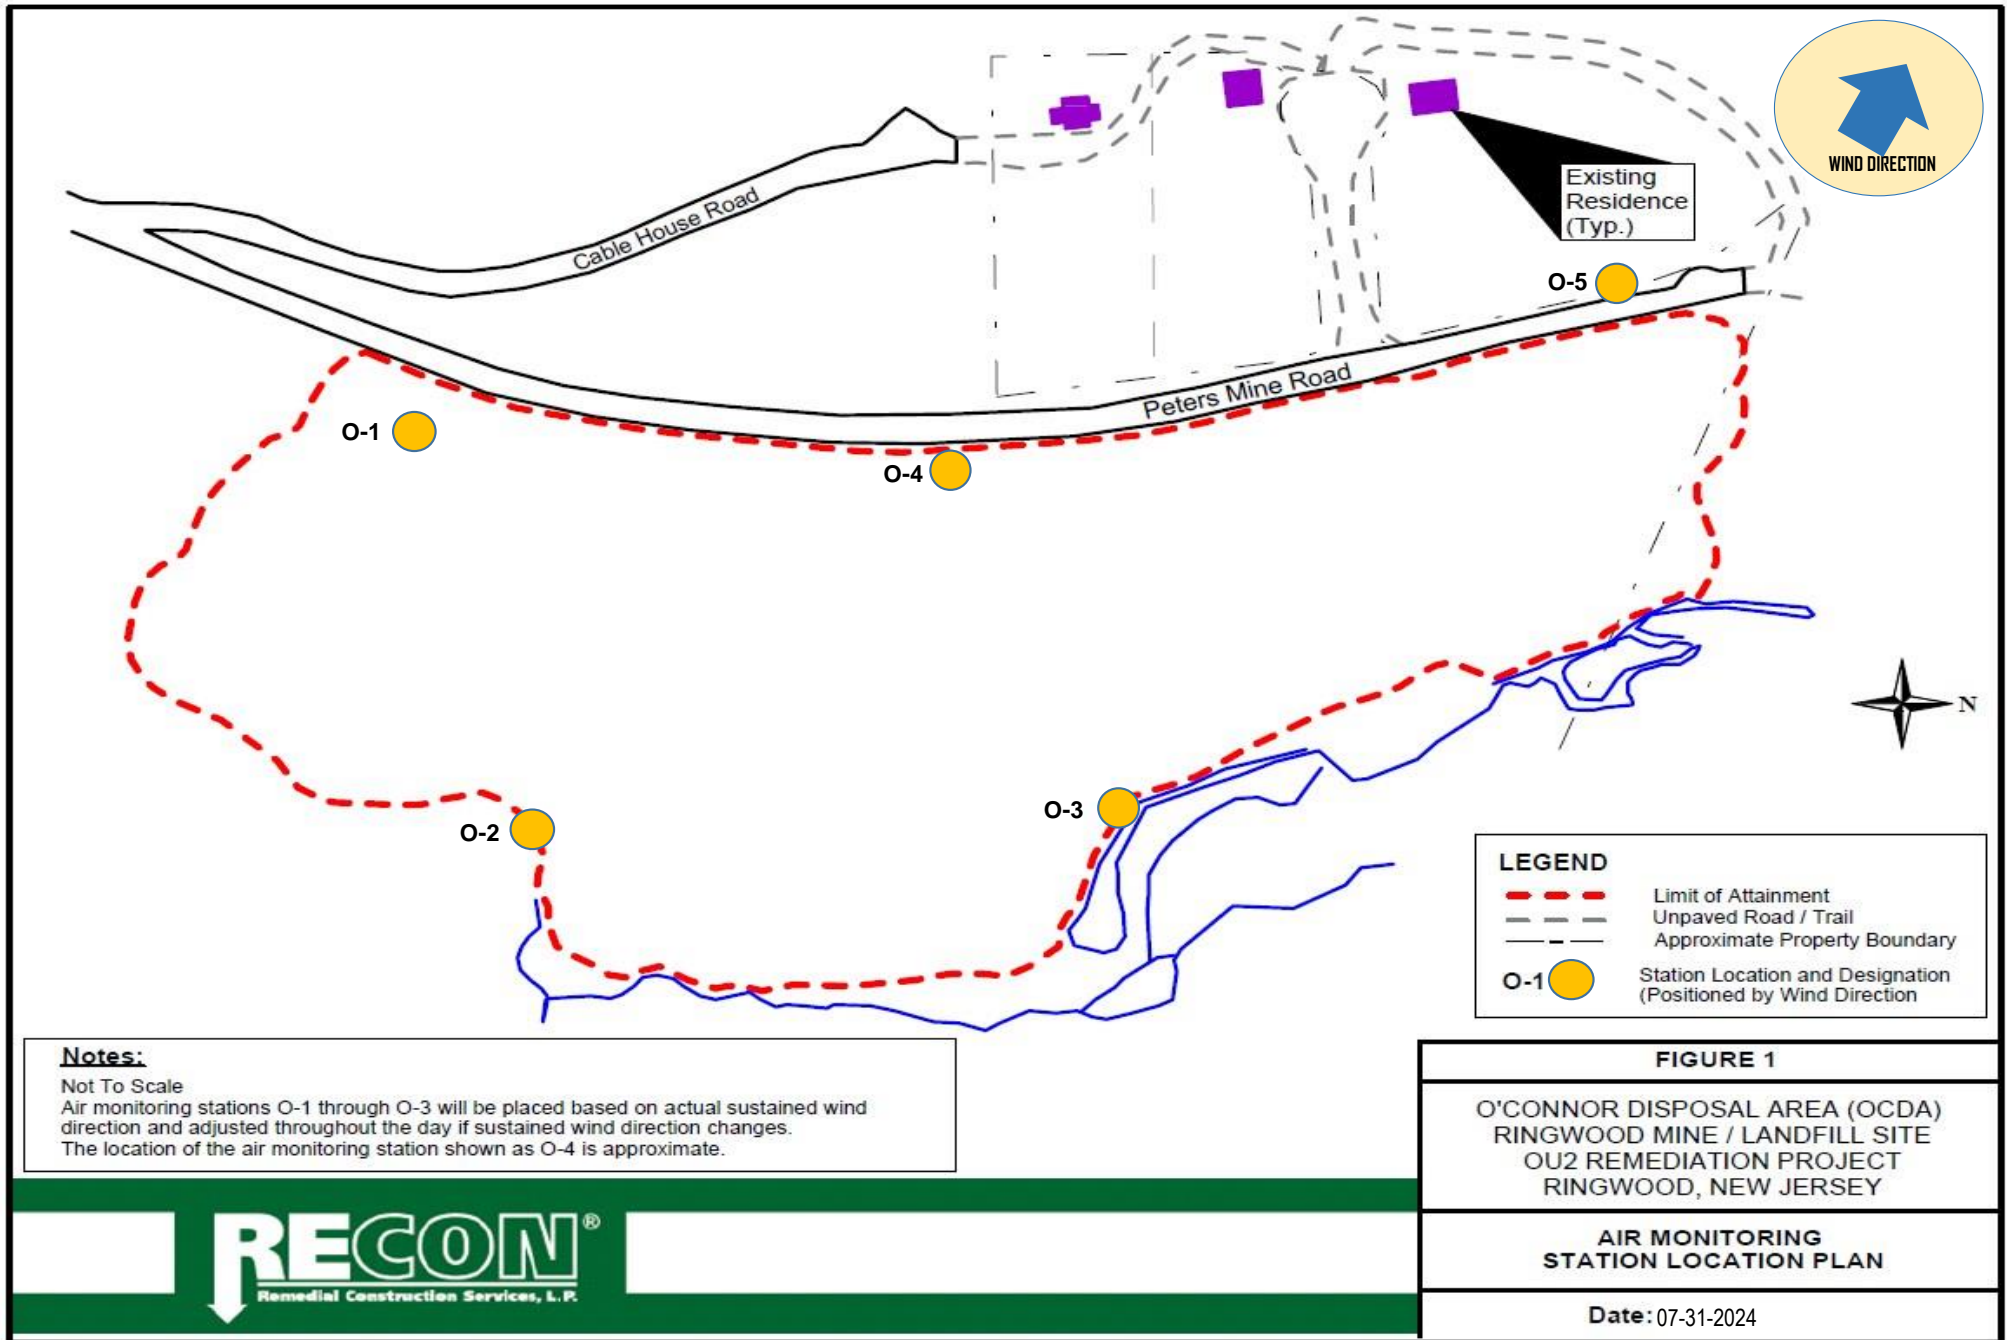 WIND DIRECTION
Existing
Residence
(Typ.)
Cable House Road
O-5
Peters Mine Road
O-1
O-4
N
O-3
O-2
LEGEND
Limit of Attainment
Unpaved Road / Trail
Approximate Property Boundary
O-1
Station Location and Designation
(Positioned by Wind Direction
Notes:
Not To Scale
Air monitoring stations O-1 through O-3 will be placed based on actual sustained wind
direction and adjusted throughout the day if sustained wind direction changes.
The location of the air monitoring station shown as O-4 is approximate.
FIGURE 1
O'CONNOR DISPOSAL AREA (OCDA)
RINGWOOD MINE / LANDFILL SITE
OU2 REMEDIATION PROJECT
RINGWOOD, NEW JERSEY
AIR MONITORING
STATION LOCATION PLAN
Date: 07-31-2024
RECON®
Remedial Construction Services, L.P.